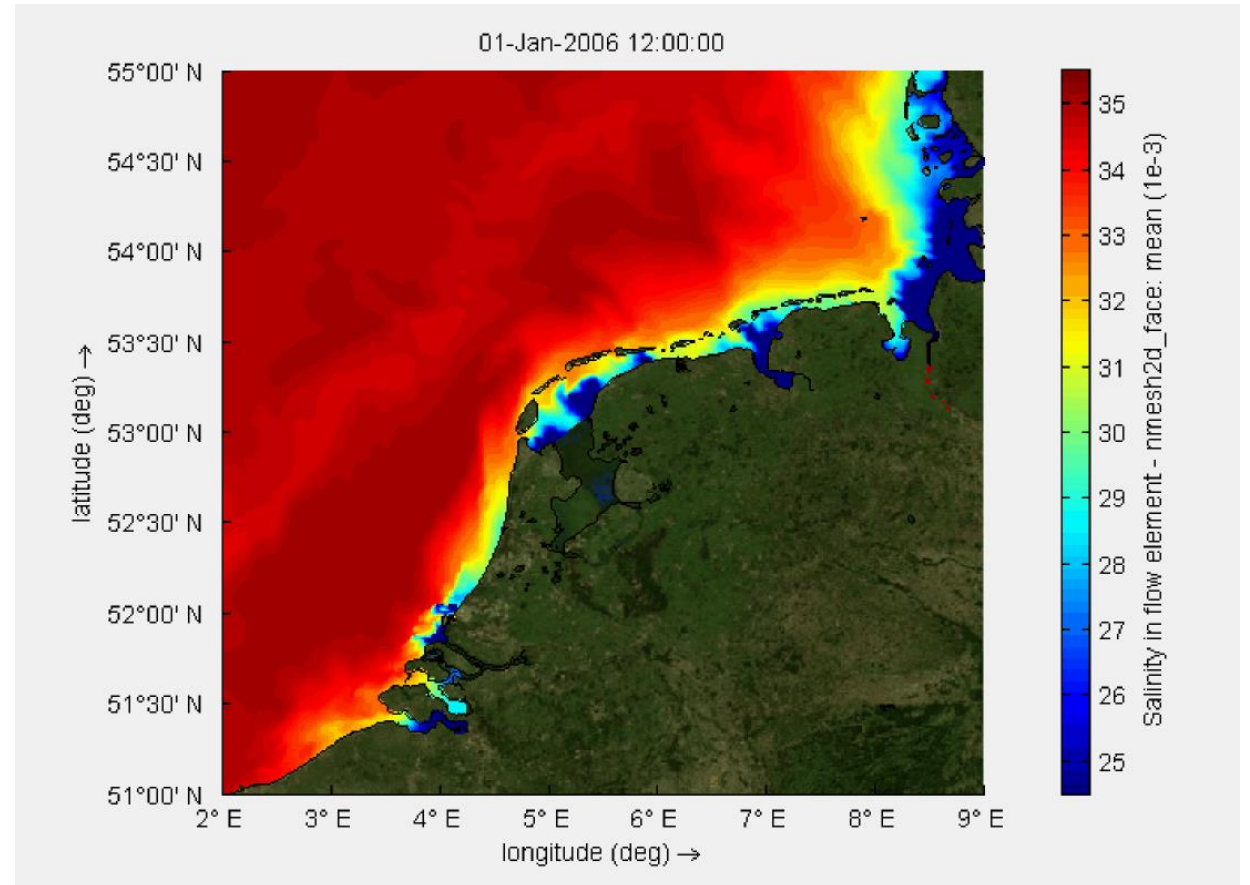 01-Jan-2006 12:00:00
55°00' N
54°30' N
54°00' N
53°30' N
53°00' N
52°30' N
52°00' N
51°30' N
51°00' N
latitude (deg) →
2° E 3° E 4° E 5° E 6° E 7° E 8° E 9° E
longitude (deg) →
35
34
33
32
31
30
29
28
27
26
25
Salinity in flow element - nmesh2d_face: mean (1e-3)